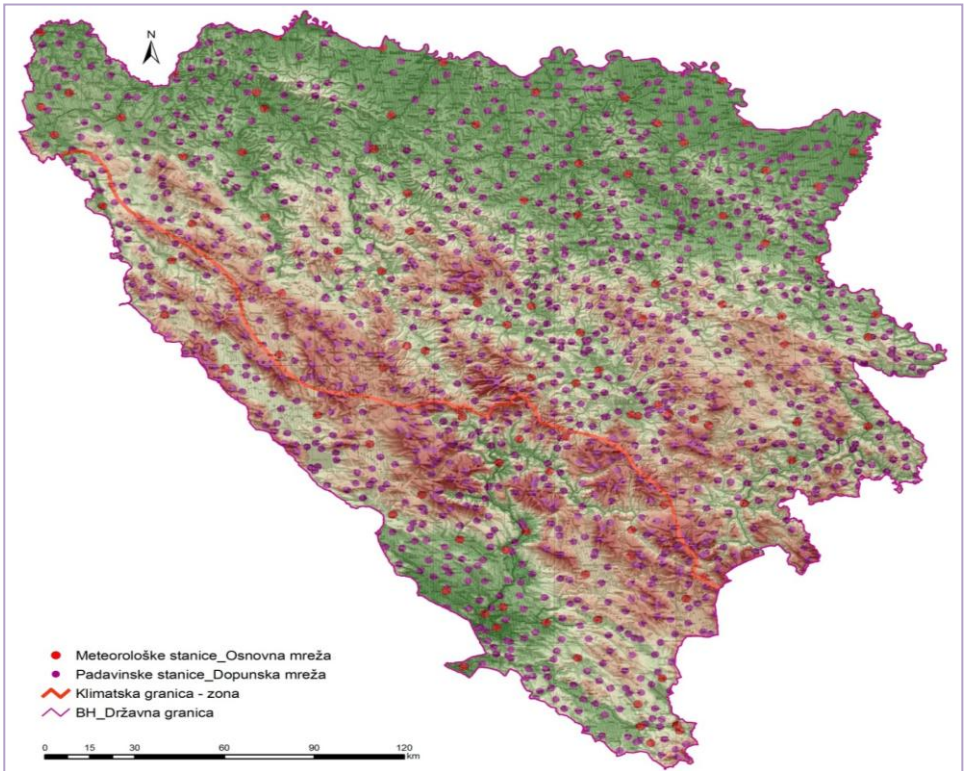 N
Meteorološke stanice_Osnovna mreža
Padavinske stanice_Dopunska mreža
Klimatska granica - zona
BH_Državna granica
0 15 30 60 90 120
km